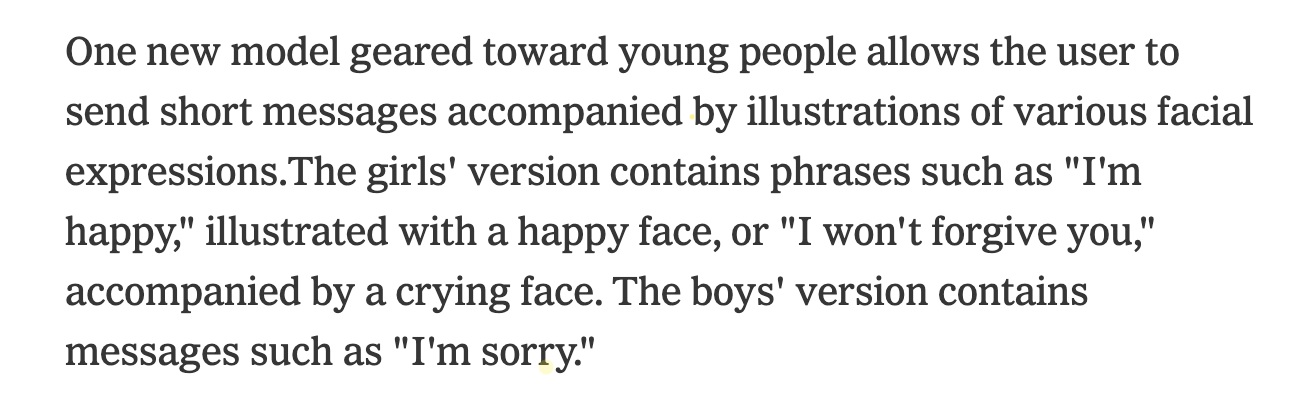 One new model geared toward young people allows the user to
send short messages accompanied by illustrations of various facial
expressions.The girls' version contains phrases such as "I'm
happy," illustrated with a happy face, or "I won't forgive you,"
accompanied by a crying face. The boys' version contains
messages such as "I'm sorry."